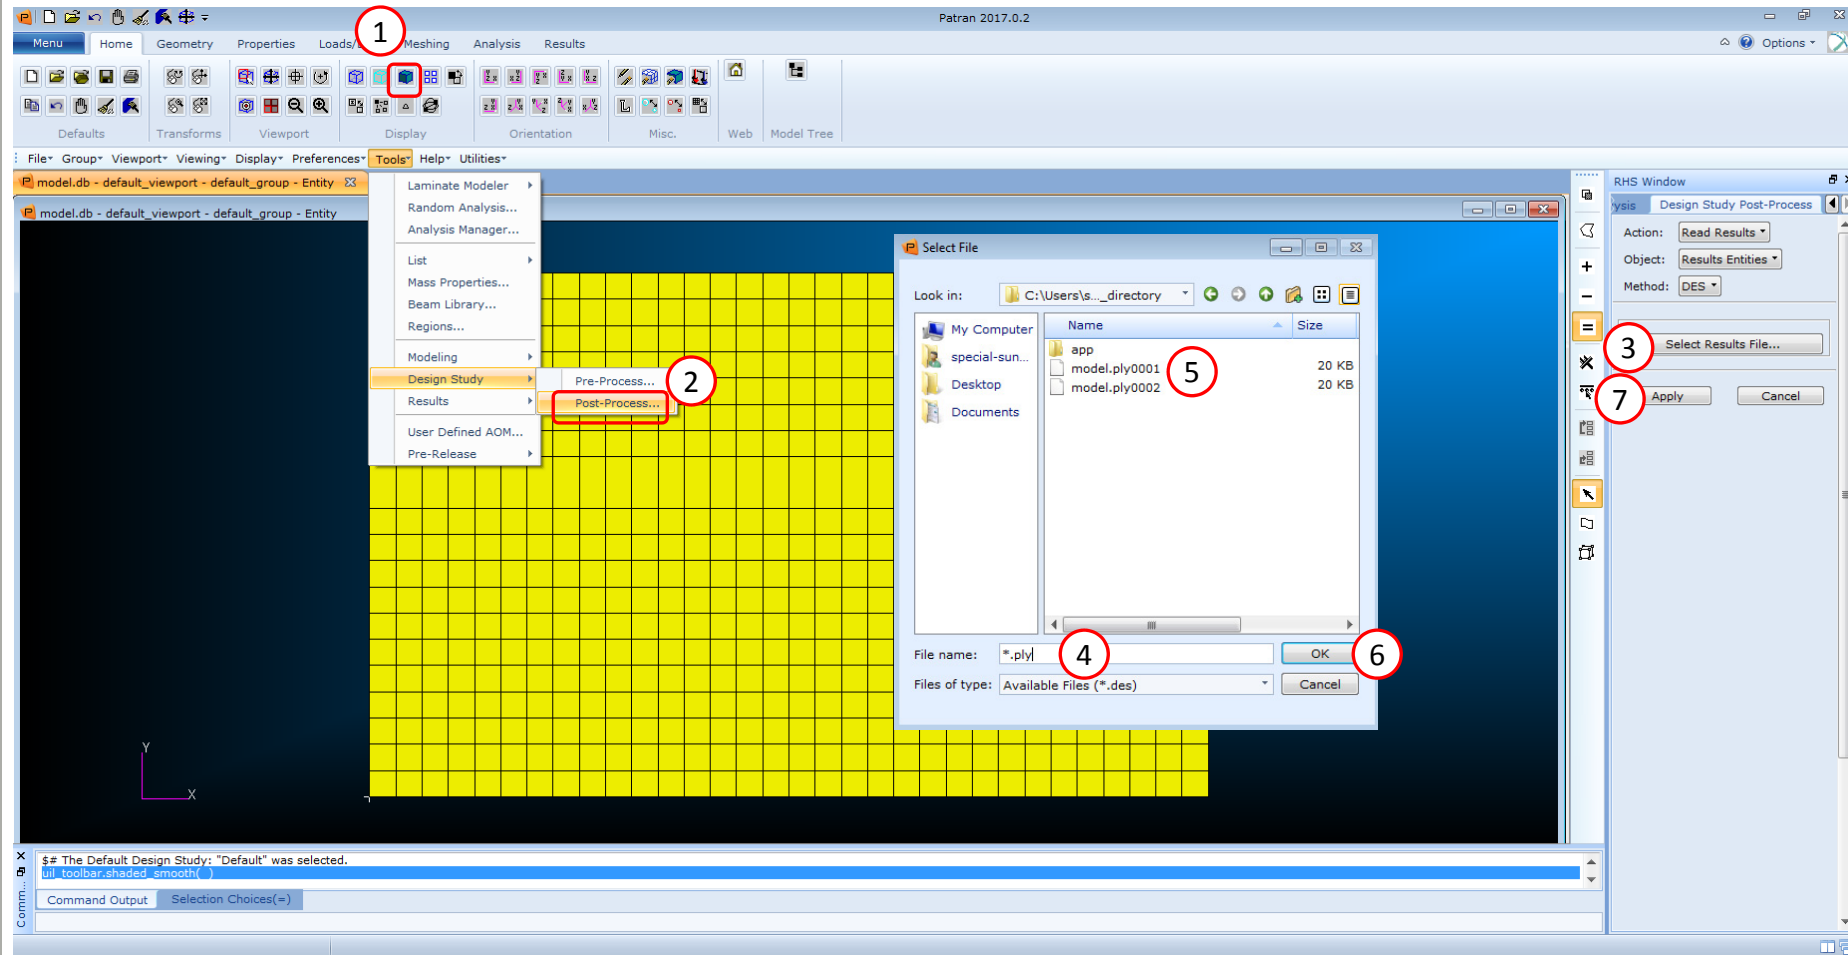 Patran 2017.0.2
1
Menu Home Geometry Properties Loads/ Meshing Analysis Results
Options
Defaults Transforms Viewport Display Orientation Misc. Web Model Tree
File Group Viewport Viewing Display Preferences Tools Help Utilities
model.db - default_viewport - default_group - Entity
model.db - default_viewport - default_group - Entity
Laminate Modeler
Random Analysis...
Analysis Manager...
List
Mass Properties...
Beam Library...
Regions...
Modeling
Design Study
Results
User Defined AOM...
Pre-Release
Pre-Process...
2
Post-Process...
Select File
Look in: C:\Users\s..._directory
My Computer
special-sun...
Desktop
Documents
Name Size
app
model.ply0001 20 KB
model.ply0002 20 KB
5
File name: *.ply
4
OK
6
Files of type: Available Files (*.des)
Cancel
RHS Window
ysis Design Study Post-Process
Action: Read Results
Object: Results Entities
Method: DES
3
Select Results File...
7
Apply Cancel
Y
X
$# The Default Design Study: "Default" was selected.
uil_toolbar.shaded_smooth( )
Command Output Selection Choices(=)
Comm...